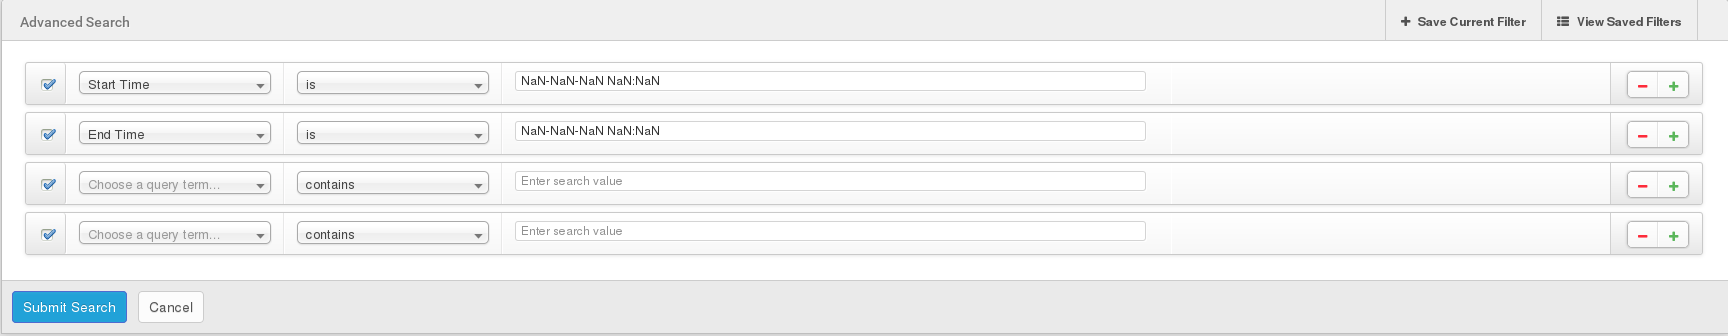 Advanced Search
Save Current Filter
View Saved Filters
Start Time is NaN-NaN-NaN NaN:NaN
End Time is NaN-NaN-NaN NaN:NaN
Choose a query term... contains Enter search value
Choose a query term... contains Enter search value
Submit Search Cancel